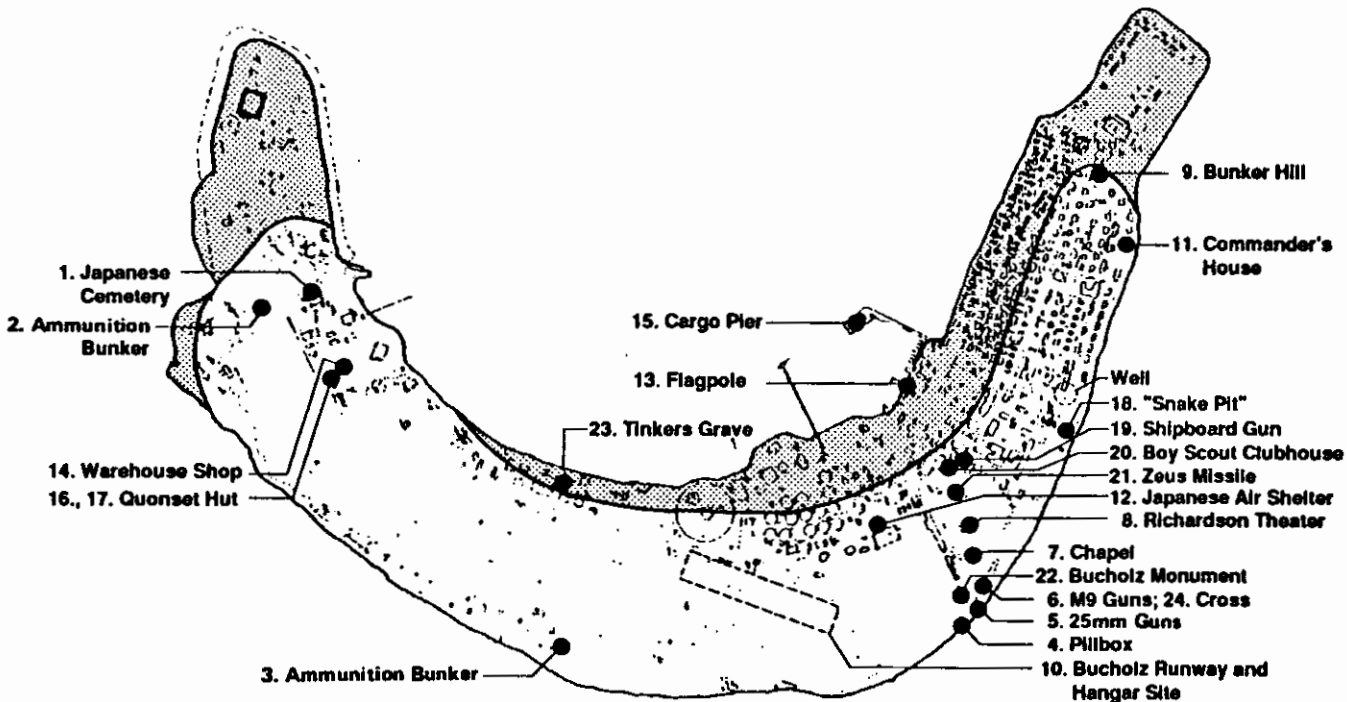 1. Japanese
Cemetery
2. Ammunition
Bunker
14. Warehouse Shop
16., 17. Quonset Hut
3. Ammunition Bunker
23. Tinkers Grave
15. Cargo Pier
13. Flagpole
9. Bunker Hill
11. Commander's
House
Well
18. "Snake Pit"
19. Shipboard Gun
20. Boy Scout Clubhouse
21. Zeus Missile
12. Japanese Air Shelter
8. Richardson Theater
7. Chapel
22. Bucholz Monument
6. M9 Guns; 24. Cross
5. 25mm Guns
4. Pillbox
10. Bucholz Runway and
Hangar Site